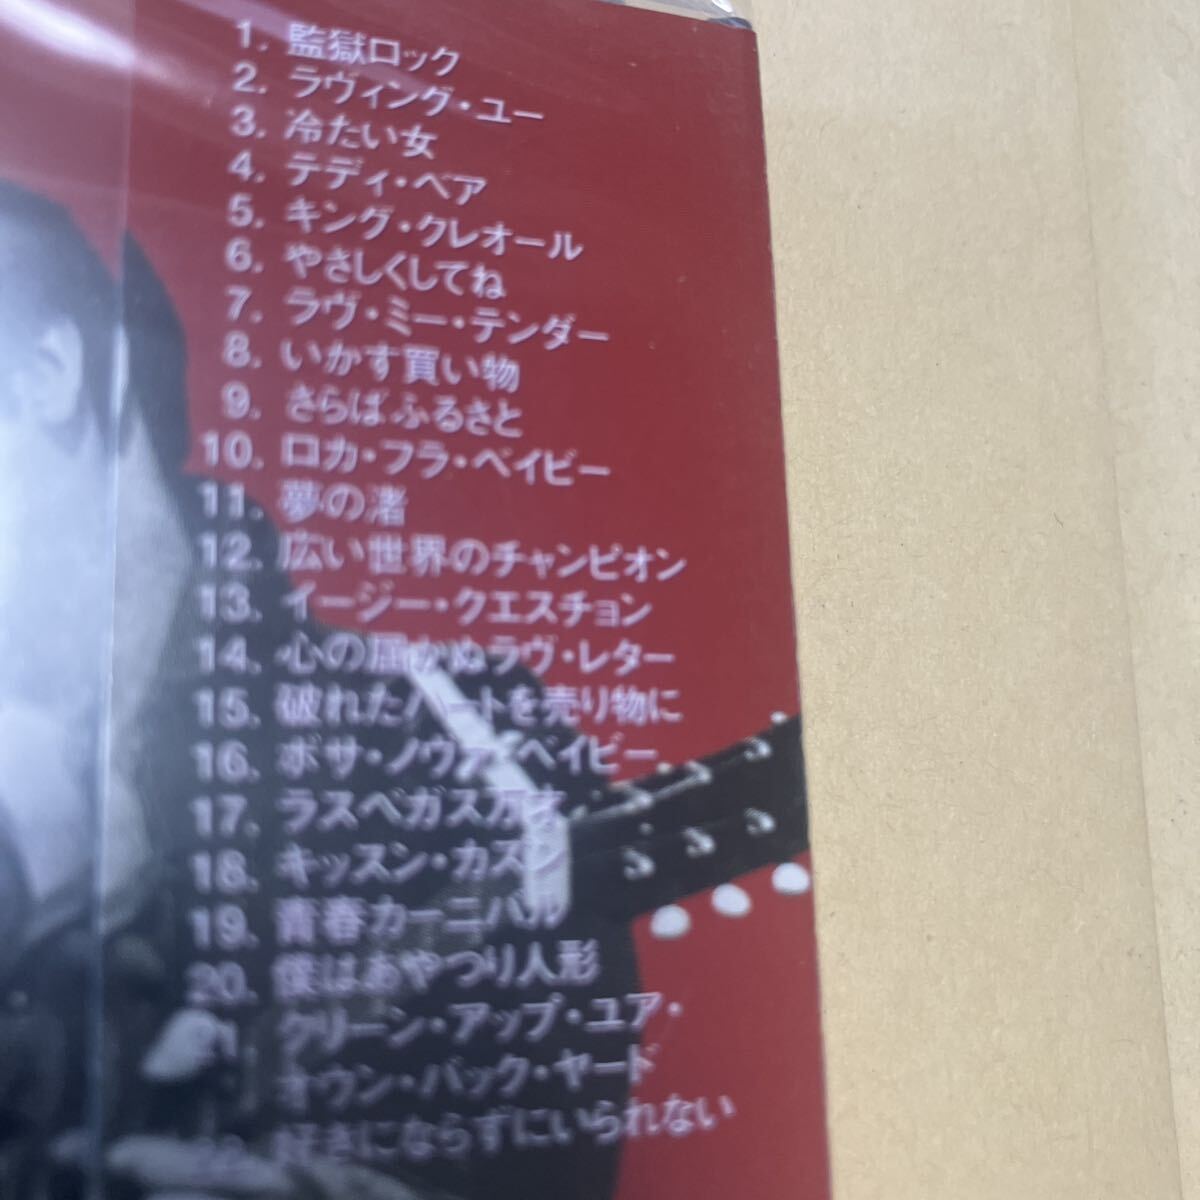 1. 監獄ロック
2. ラヴィング・ユー
3. 冷たい女
4. テディ・ベア
5. キング・クレオール
6. やさしくしてね
7. ラヴ・ミー・テンダー
8. いかす買い物
9. さらばふるさと
10. ロカ・フラ・ベイビー
11. 夢の渚
12. 広い世界のチャンピオン
13. イージー・クエスチョン
14. 心の届かぬラヴ・レター
15. 破れたハートを売り物に
16. ボサ・ノヴァ・ベイビー
17. ラスベガス万才
18. キッスン・カズン
19. 青春カーニバル
20. 僕はあやつり人形
21. クリーン・アップ・ユア・
オウン・バック・ヤード
22. 好きにならずにいられない